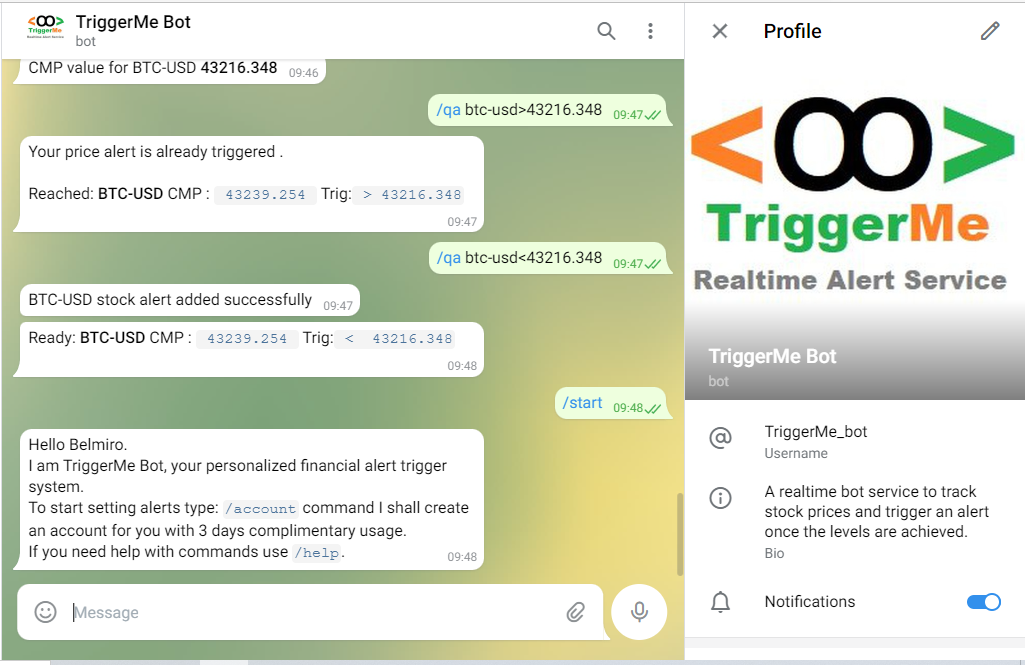 TriggerMe
Realtime Alert Service
TriggerMe Bot
bot
CMP value for BTC-USD 43216.348 09:46
/qa btc-usd>43216.348 09:47
Your price alert is already triggered .
Reached: BTC-USD CMP : 43239.254 Trig: > 43216.348
09:47
/qa btc-usd<43216.348 09:47
BTC-USD stock alert added successfully 09:47
Ready: BTC-USD CMP : 43239.254 Trig: < 43216.348
09:48
/start 09:48
Hello Belmiro.
I am TriggerMe Bot, your personalized financial alert trigger
system.
To start setting alerts type: /account command I shall create
an account for you with 3 days complimentary usage.
If you need help with commands use /help.
09:48
Message
Profile
<OO>
TriggerMe
Realtime Alert Service
TriggerMe Bot
bot
TriggerMe_bot
Username
A realtime bot service to track
stock prices and trigger an alert
once the levels are achieved.
Bio
Notifications